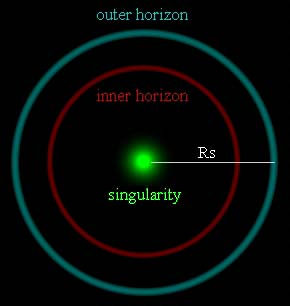 outer horizon
inner horizon
Rs
singularity